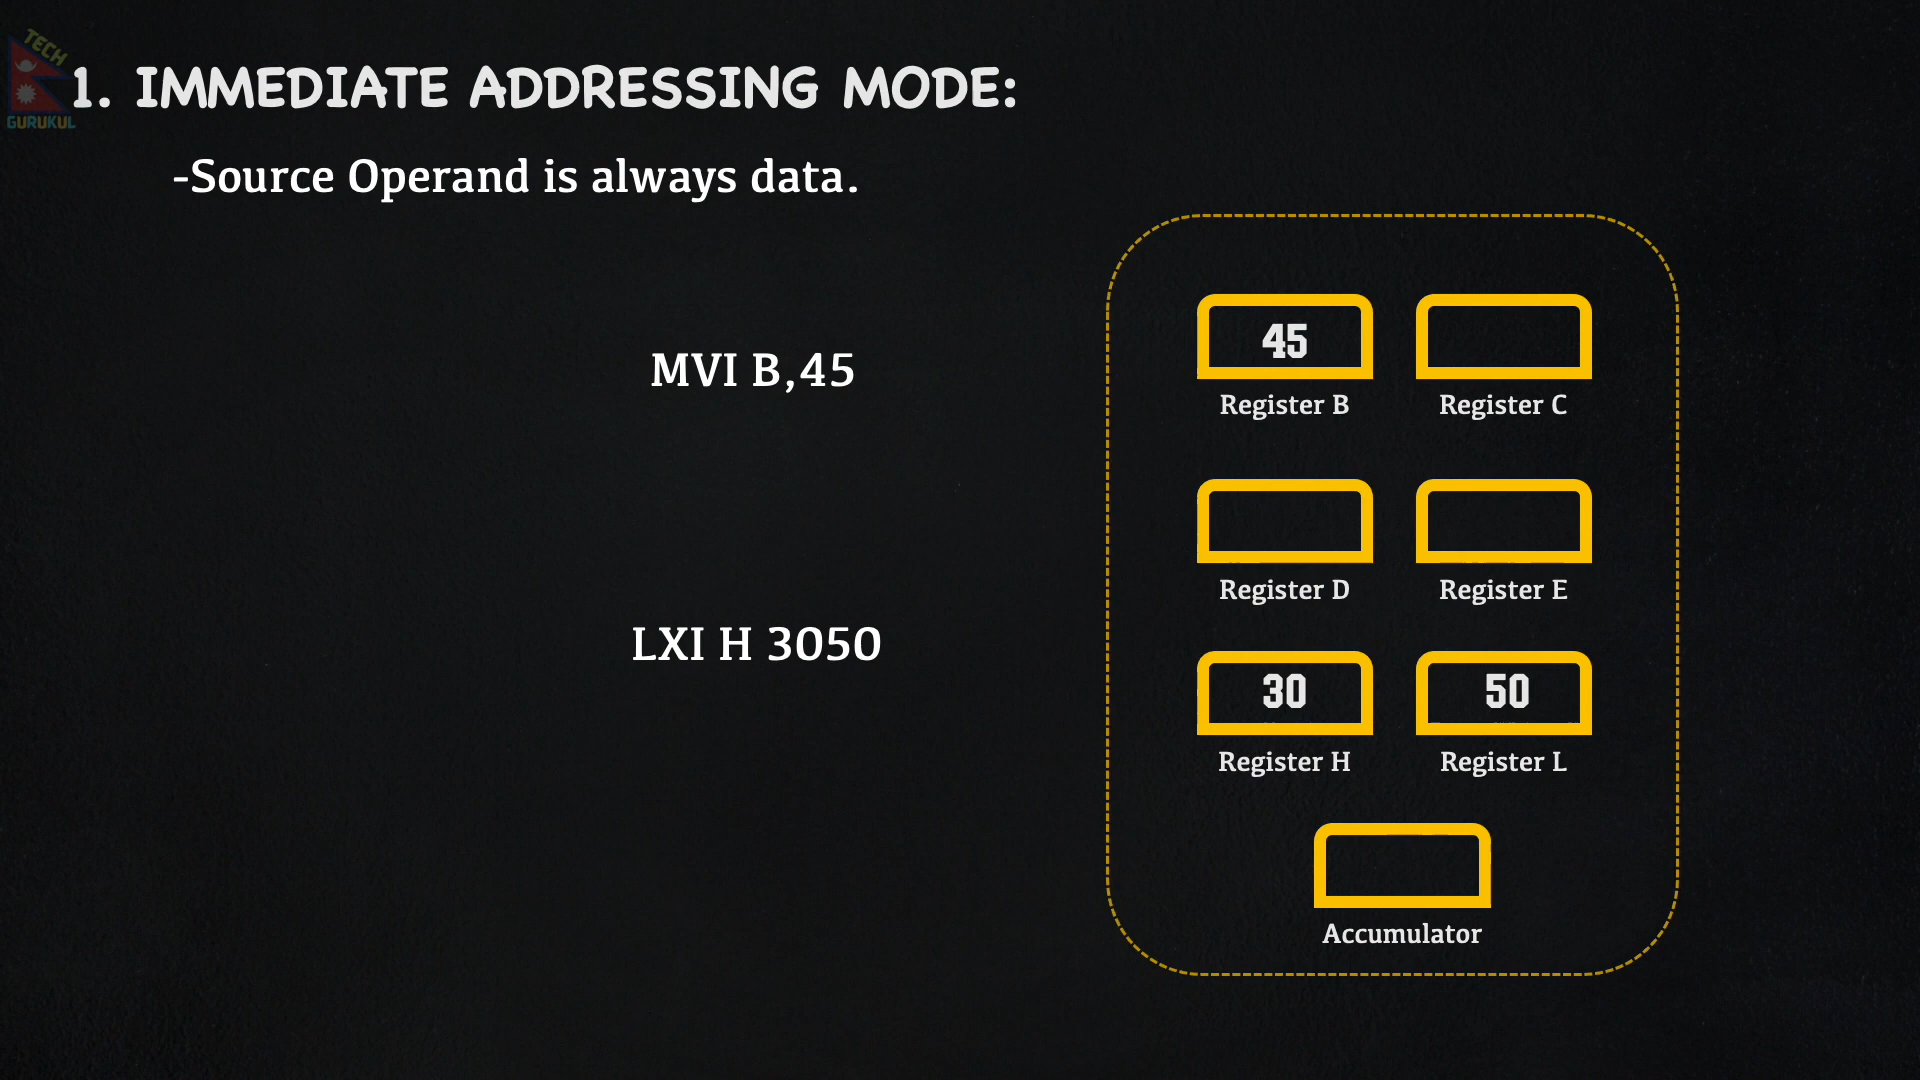 TECH
GURUKUL
1. IMMEDIATE ADDRESSING MODE:
-Source Operand is always data.
MVI B,45
45
Register B Register C
Register D Register E
LXI H 3050
30 50
Register H Register L
Accumulator